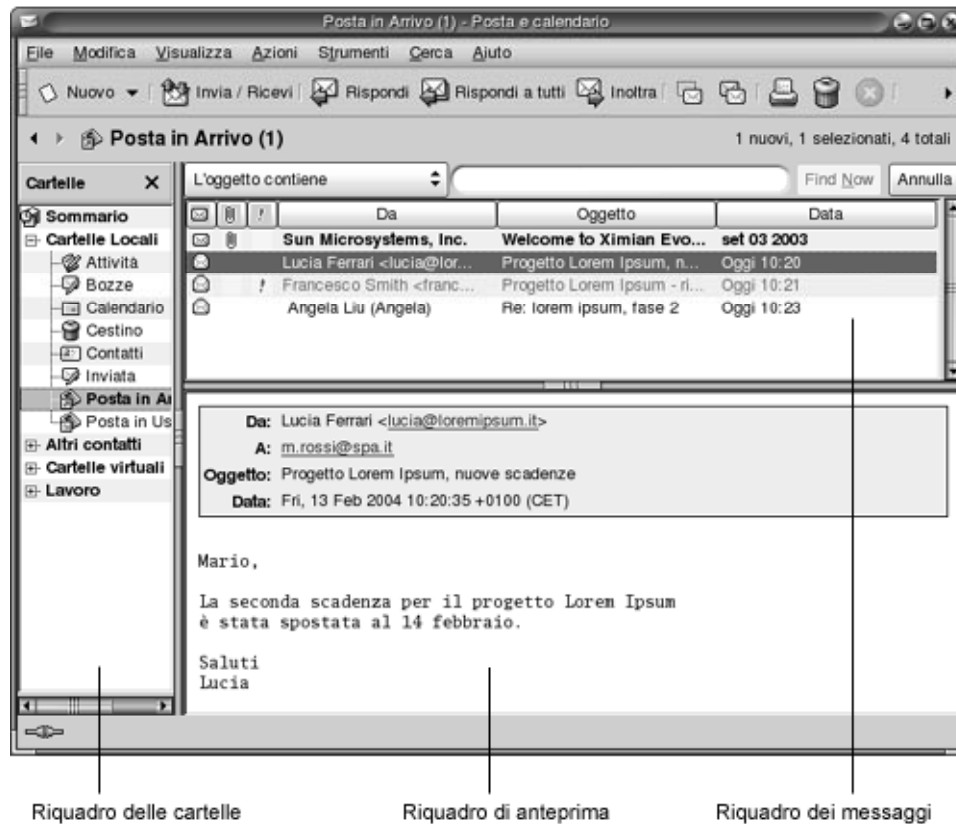 Posta in Arrivo (1) - Posta e calendario
File Modifica Visualizza Azioni Strumenti Cerca Aiuto
Nuovo Invia / Ricevi Rispondi Rispondi a tutti Inoltra
Posta in Arrivo (1) 1 nuovi, 1 selezionati, 4 totali
Cartelle L'oggetto contiene Find Now Annulla
Da Oggetto Data
Sommario
Cartelle Locali
Attività
Bozze
Calendario
Cestino
Contatti
Inviata
Posta in Ar
Posta in Us
Altri contatti
Cartelle virtuali
Lavoro
Sun Microsystems, Inc. Welcome to Ximian Evo... set 03 2003
Lucia Ferrari <lucia@lor... Progetto Lorem Ipsum, n... Oggi 10:20
! Francesco Smith <franc... Progetto Lorem Ipsum - ri... Oggi 10:21
Angela Liu (Angela) Re: lorem ipsum, fase 2 Oggi 10:23
Da: Lucia Ferrari <lucia@loremipsum.it>
A: m.rossi@spa.it
Oggetto: Progetto Lorem Ipsum, nuove scadenze
Data: Fri, 13 Feb 2004 10:20:35 +0100 (CET)
Mario,
La seconda scadenza per il progetto Lorem Ipsum
è stata spostata al 14 febbraio.
Saluti
Lucia
Riquadro delle cartelle Riquadro di anteprima Riquadro dei messaggi